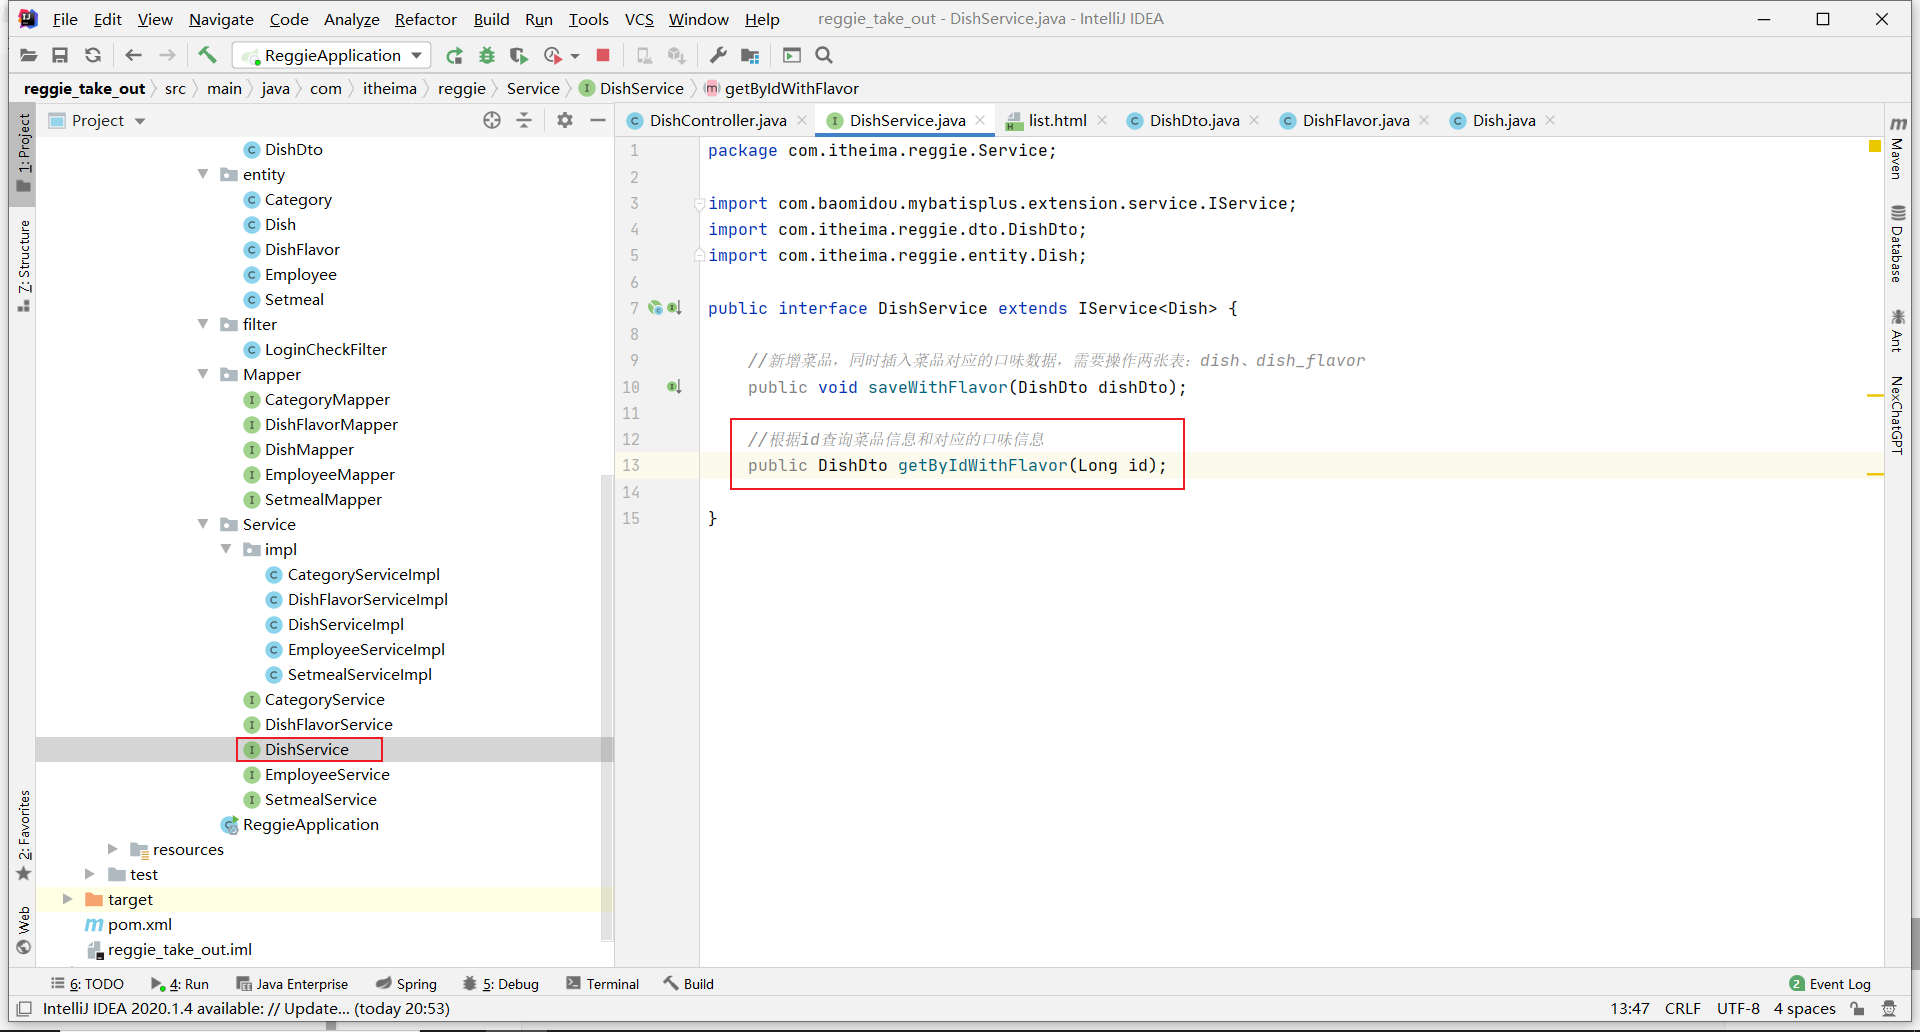 File Edit View Navigate Code Analyze Refactor Build Run Tools VCS Window Help reggie_take_out - DishService.java - IntelliJ IDEA
ReggieApplication
reggie_take_out src main java com itheima reggie Service DishService getByIdWithFlavor
Project
DishController.java DishService.java list.html DishDto.java DishFlavor.java Dish.java
1: Project
Z: Structure
2: Favorites
Web
DishDto
entity
Category
Dish
DishFlavor
Employee
Setmeal
filter
LoginCheckFilter
Mapper
CategoryMapper
DishFlavorMapper
DishMapper
EmployeeMapper
SetmealMapper
Service
impl
CategoryServiceImpl
DishFlavorServiceImpl
DishServiceImpl
EmployeeServiceImpl
SetmealServiceImpl
CategoryService
DishFlavorService
DishService
EmployeeService
SetmealService
ReggieApplication
resources
test
target
pom.xml
reggie_take_out.iml
1 package com.itheima.reggie.Service;
2
3 import com.baomidou.mybatisplus.extension.service.IService;
4 import com.itheima.reggie.dto.DishDto;
5 import com.itheima.reggie.entity.Dish;
6
7 public interface DishService extends IService<Dish> {
8
9 //新增菜品，同时插入菜品对应的口味数据，需要操作两张表：dish、dish_flavor
10 public void saveWithFlavor(DishDto dishDto);
11
12 //根据id查询菜品信息和对应的口味信息
13 public DishDto getByIdWithFlavor(Long id);
14
15 }
Maven
Database
Ant
NexChatGPT
6: TODO 4: Run Java Enterprise Spring 5: Debug Terminal Build 2 Event Log
IntelliJ IDEA 2020.1.4 available: // Update... (today 20:53) 13:47 CRLF UTF-8 4 spaces